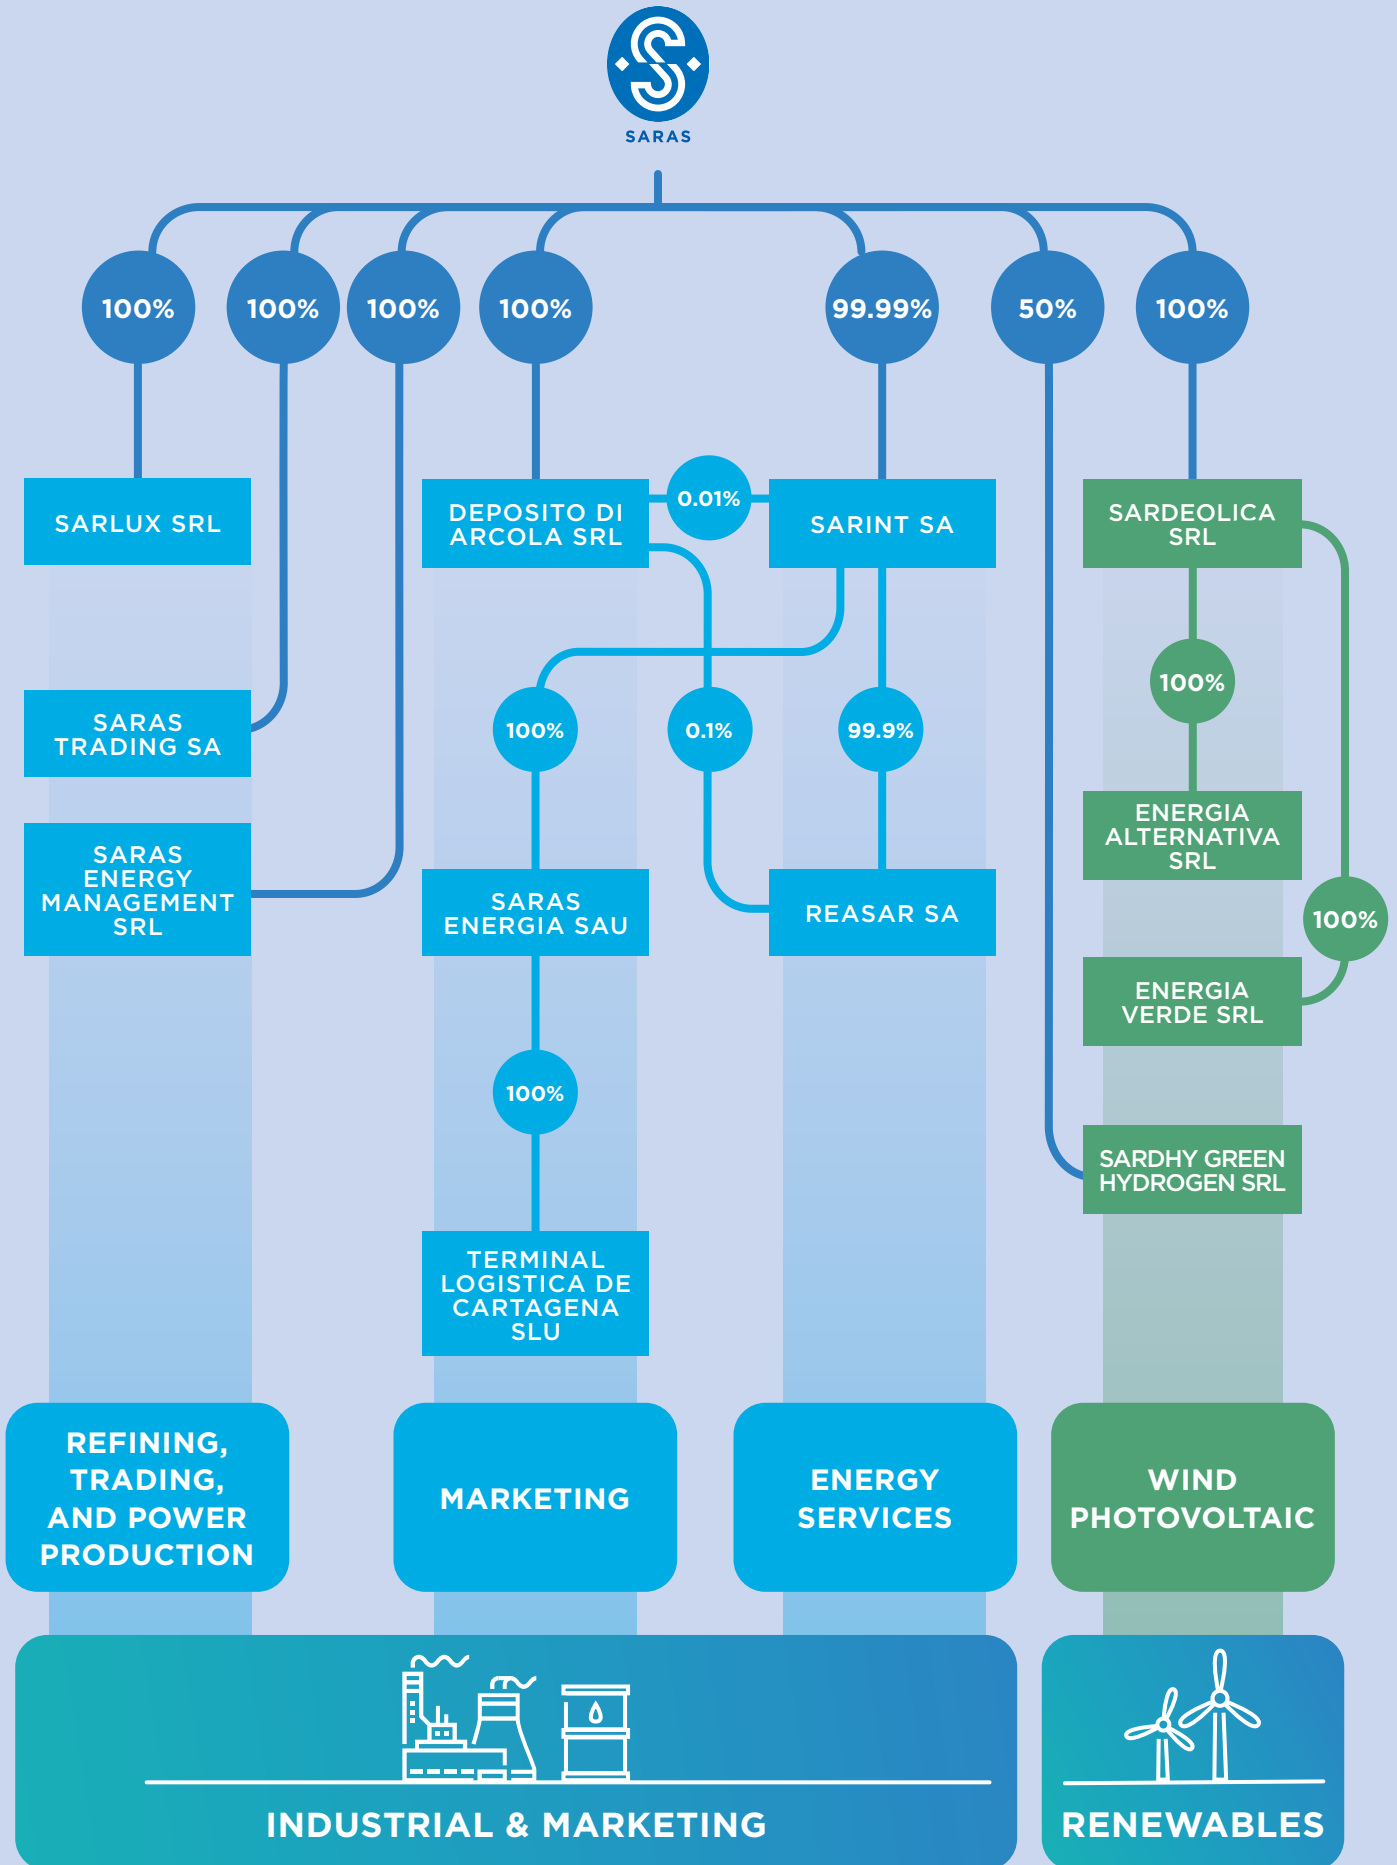 SARAS
100%
100%
100%
100%
99.99%
50%
100%
SARLUX SRL
DEPOSITO DI
ARCOLA SRL
0.01%
SARINT SA
SARDEOLICA
SRL
SARAS
TRADING SA
100%
0.1%
99.9%
100%
SARAS
ENERGY
MANAGEMENT
SRL
SARAS
ENERGIA SAU
REASAR SA
ENERGIA
ALTERNATIVA
SRL
100%
ENERGIA
VERDE SRL
100%
SARDHY GREEN
HYDROGEN SRL
TERMINAL
LOGISTICA DE
CARTAGENA
SLU
REFINING,
TRADING,
AND POWER
PRODUCTION
MARKETING
ENERGY
SERVICES
WIND
PHOTOVOLTAIC
INDUSTRIAL & MARKETING
RENEWABLES